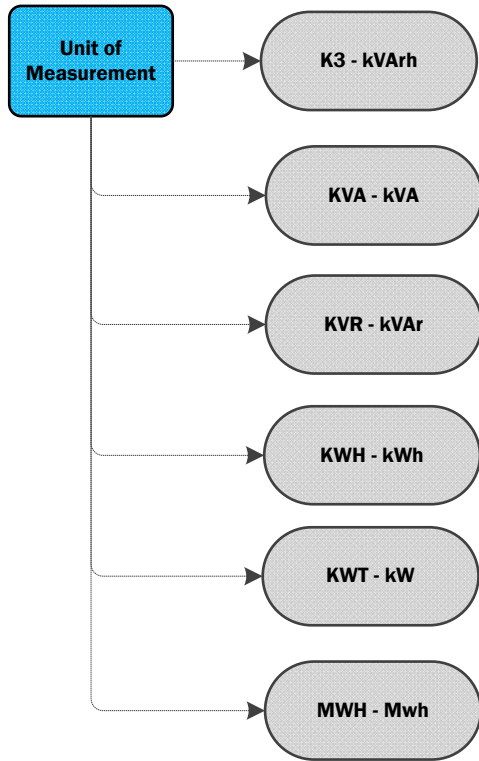 Unit of
Measurement
K3 - kVArh
KVA - kVA
KVR - kVAr
KWH - kWh
KWT - kW
MWH - Mwh